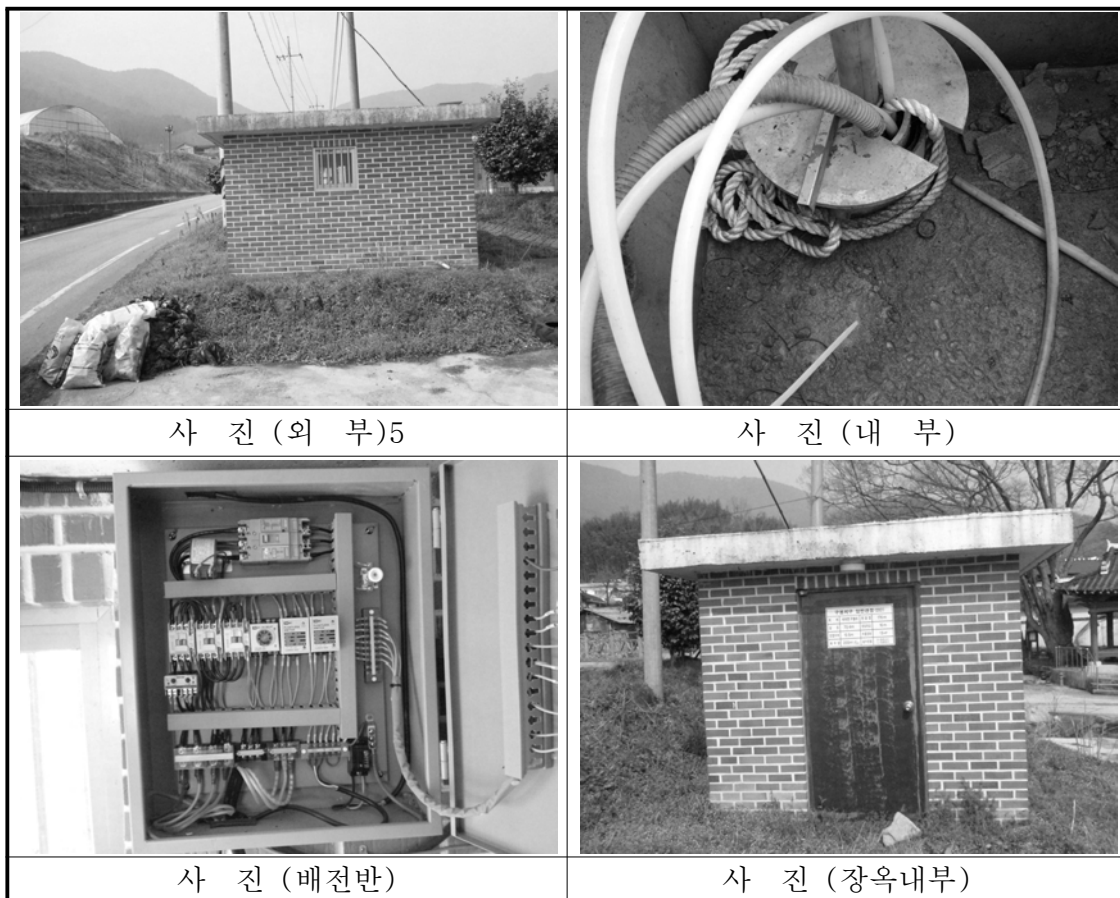 사 진 (외 부)5
사 진 (내 부)
사 진 (배전반)
사 진 (장옥내부)